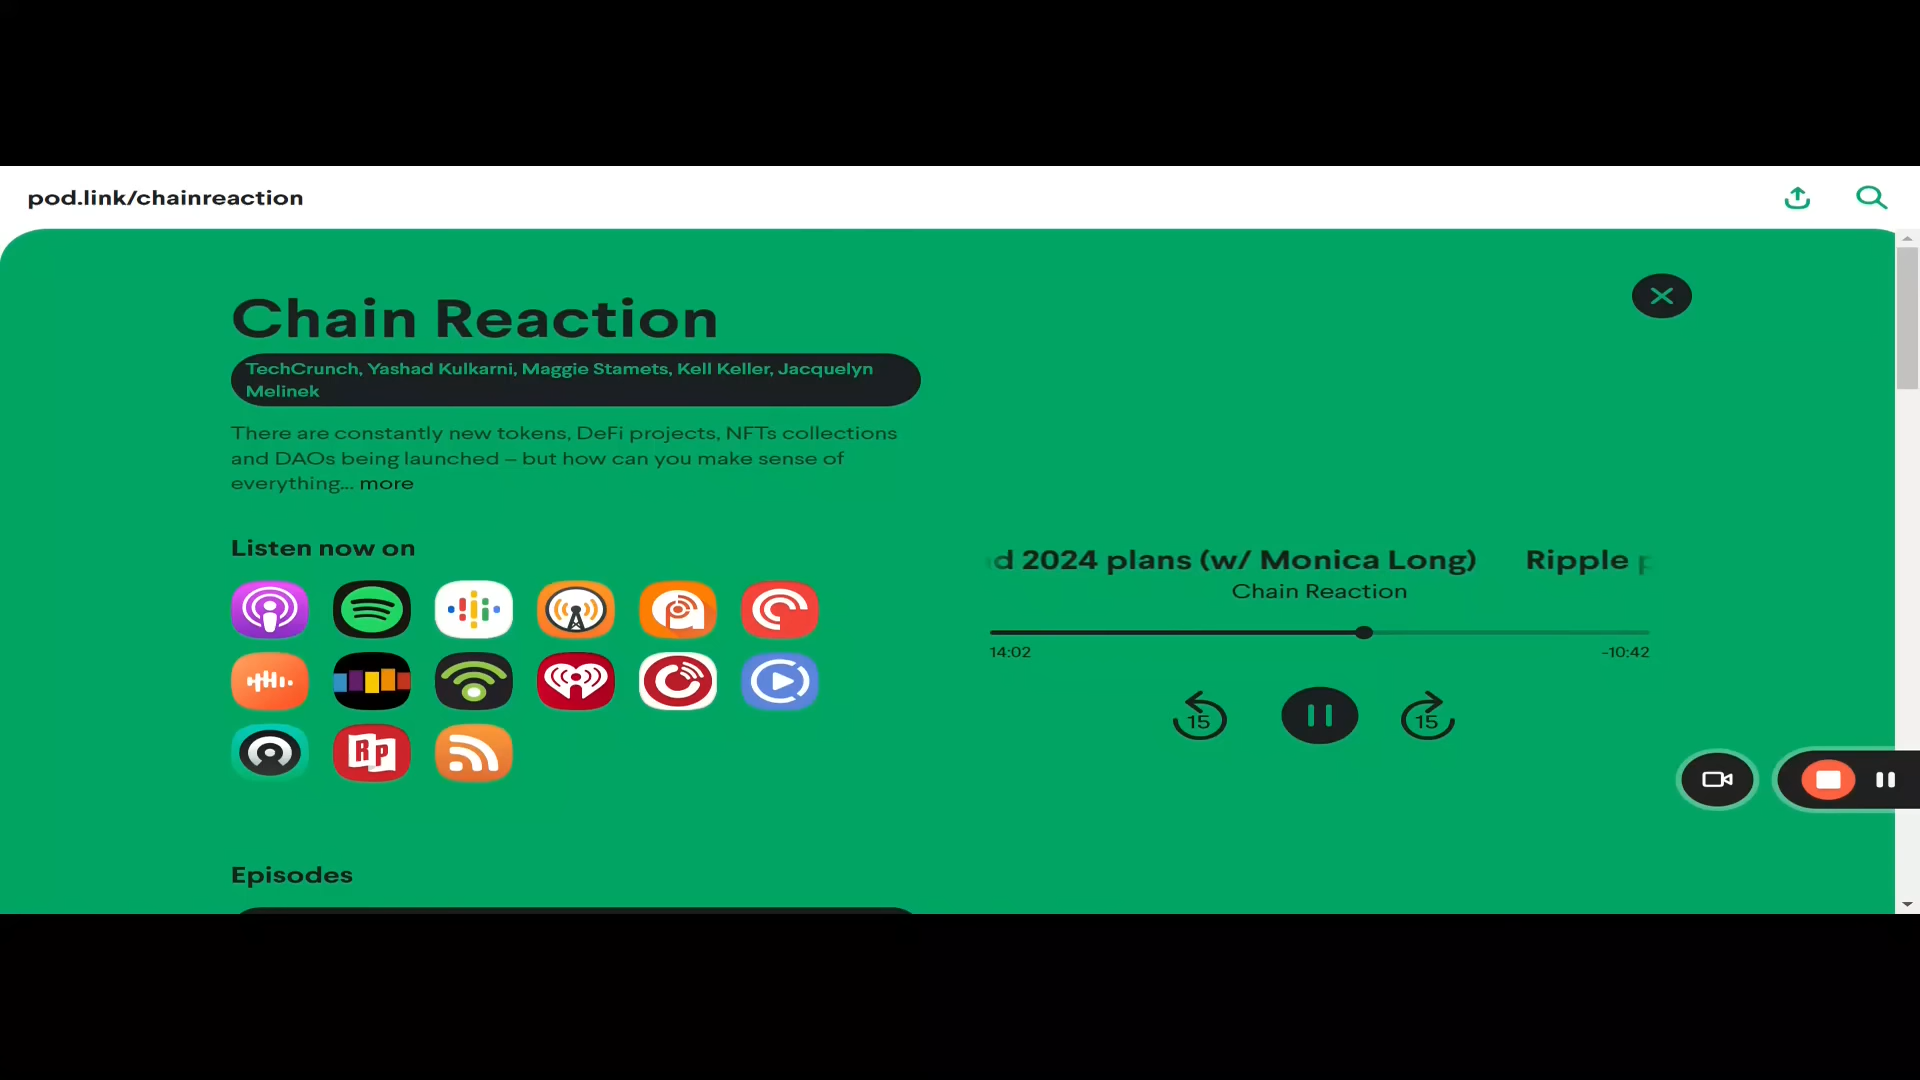 pod.link/chainreaction
Chain Reaction
TechCrunch, Yashad Kulkarni, Maggie Stamets, Kell Keller, Jacquelyn
Melinek
There are constantly new tokens, DeFi projects, NFTs collections
and DAOs being launched – but how can you make sense of
everything... more
Listen now on
RP
Episodes
d 2024 plans (w/ Monica Long) Ripple p
Chain Reaction
14:02 -10:42
15 15